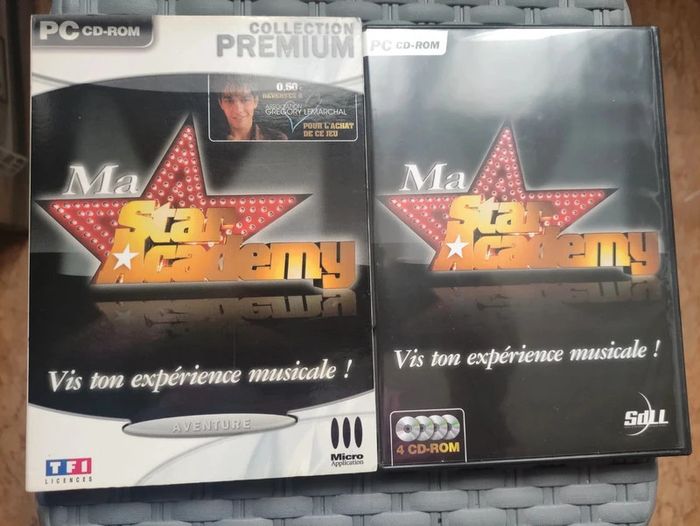 PC CD-ROM
COLLECTION
PREMIUM
0,50€
REVERSÉ À
ASSOCIATION
GREGORY LEMARCHAL
POUR L'ACHAT
DE CE JEU
Ma
Star
Academy
Vis ton expérience musicale !
AVENTURE
TF1
LICENCES
Micro
Application
PC CD-ROM
Ma
Star
Academy
Vis ton expérience musicale !
4 CD-ROM
SdLL